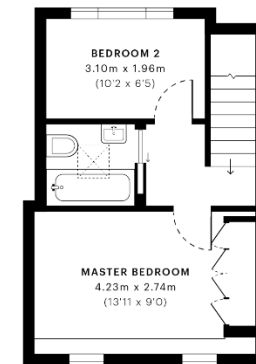 BEDROOM 2
3.10m x 1.96m
(10'2 x 6'5)
MASTER BEDROOM
4.23m x 2.74m
(13'11 x 9'0)